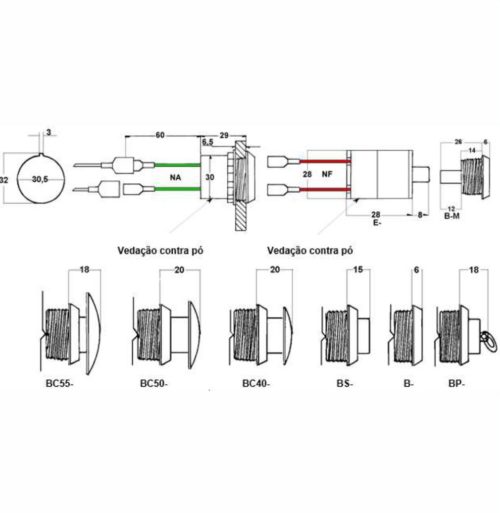 3
60
29
6,5
26
6
14
32
30,5
NA
30
28
NF
12
B-M
28
8
E-
Vedação contra pó
Vedação contra pó
18
20
20
15
6
18
BC55-
BC50-
BC40-
BS-
B-
BP-